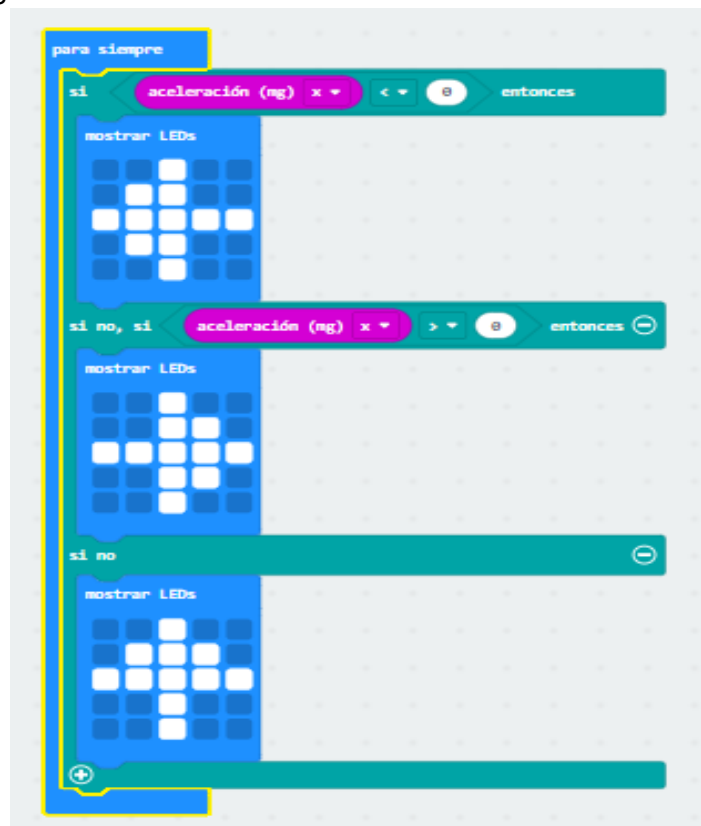 para siempre
si aceleración (mg) x < 0 entonces
mostrar LEDs
si no, si aceleración (mg) x > 0 entonces
mostrar LEDs
si no
mostrar LEDs